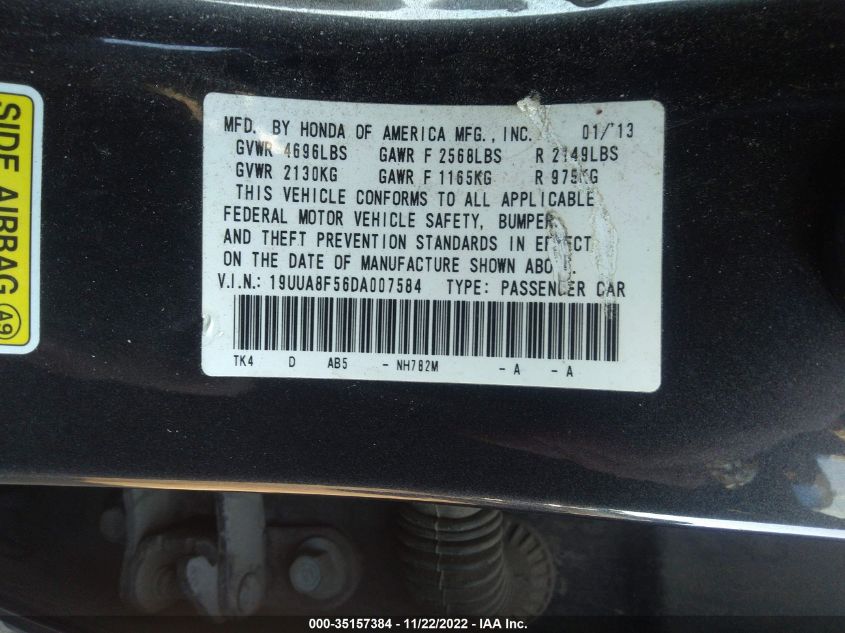 SIDE AIRBAG A9
MFD. BY HONDA OF AMERICA MFG., INC. 01/'13
GVWR 4696LBS GAWR F 2568LBS R 2149LBS
GVWR 2130KG GAWR F 1165KG R 975KG
THIS VEHICLE CONFORMS TO ALL APPLICABLE
FEDERAL MOTOR VEHICLE SAFETY, BUMPER,
AND THEFT PREVENTION STANDARDS IN EFFECT
ON THE DATE OF MANUFACTURE SHOWN ABOVE.
V.I.N.: 19UUA8F56DA007584 TYPE: PASSENGER CAR
TK4 D AB5 - NH782M - A - A
000-35157384 - 11/22/2022 - IAA Inc.